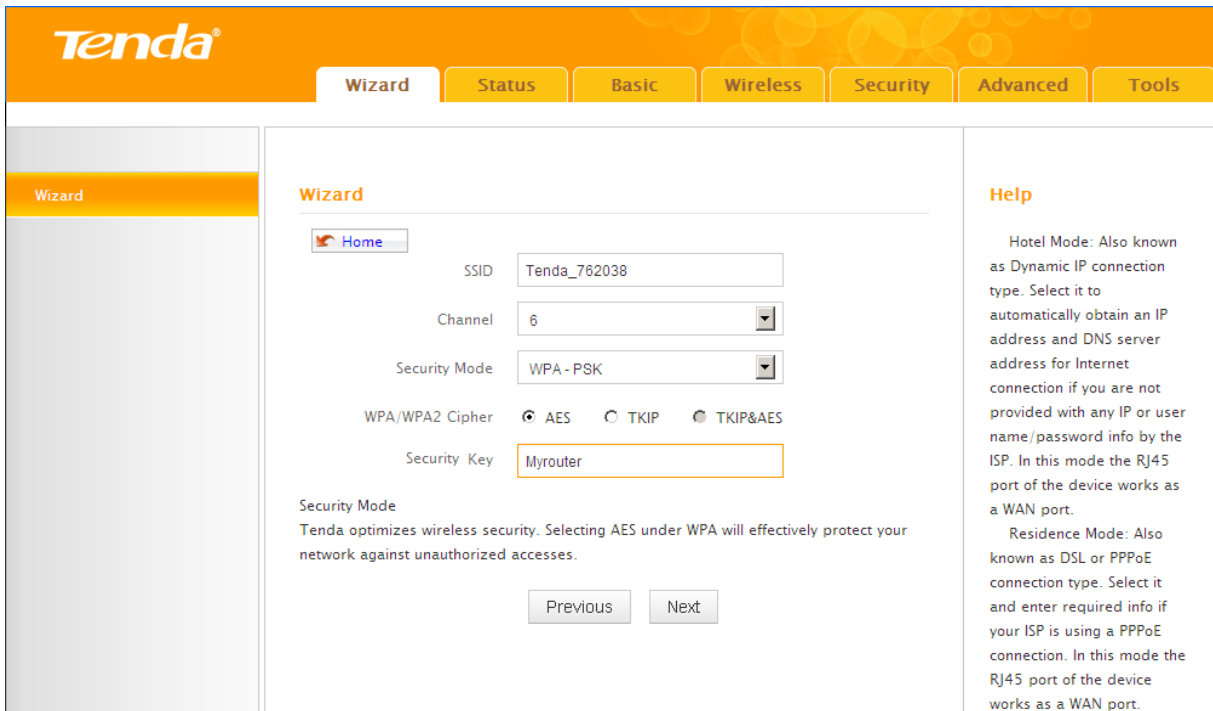 Tenda®
Wizard Status Basic Wireless Security Advanced Tools
Wizard
Wizard
Home
SSID Tenda_762038
Channel 6
Security Mode WPA - PSK
WPA/WPA2 Cipher AES TKIP TKIP&AES
Security Key Myrouter
Security Mode
Tenda optimizes wireless security. Selecting AES under WPA will effectively protect your
network against unauthorized accesses.
Previous Next
Help
Hotel Mode: Also known
as Dynamic IP connection
type. Select it to
automatically obtain an IP
address and DNS server
address for Internet
connection if you are not
provided with any IP or user
name/password info by the
ISP. In this mode the RJ45
port of the device works as
a WAN port.
Residence Mode: Also
known as DSL or PPPoE
connection type. Select it
and enter required info if
your ISP is using a PPPoE
connection. In this mode the
RJ45 port of the device
works as a WAN port.